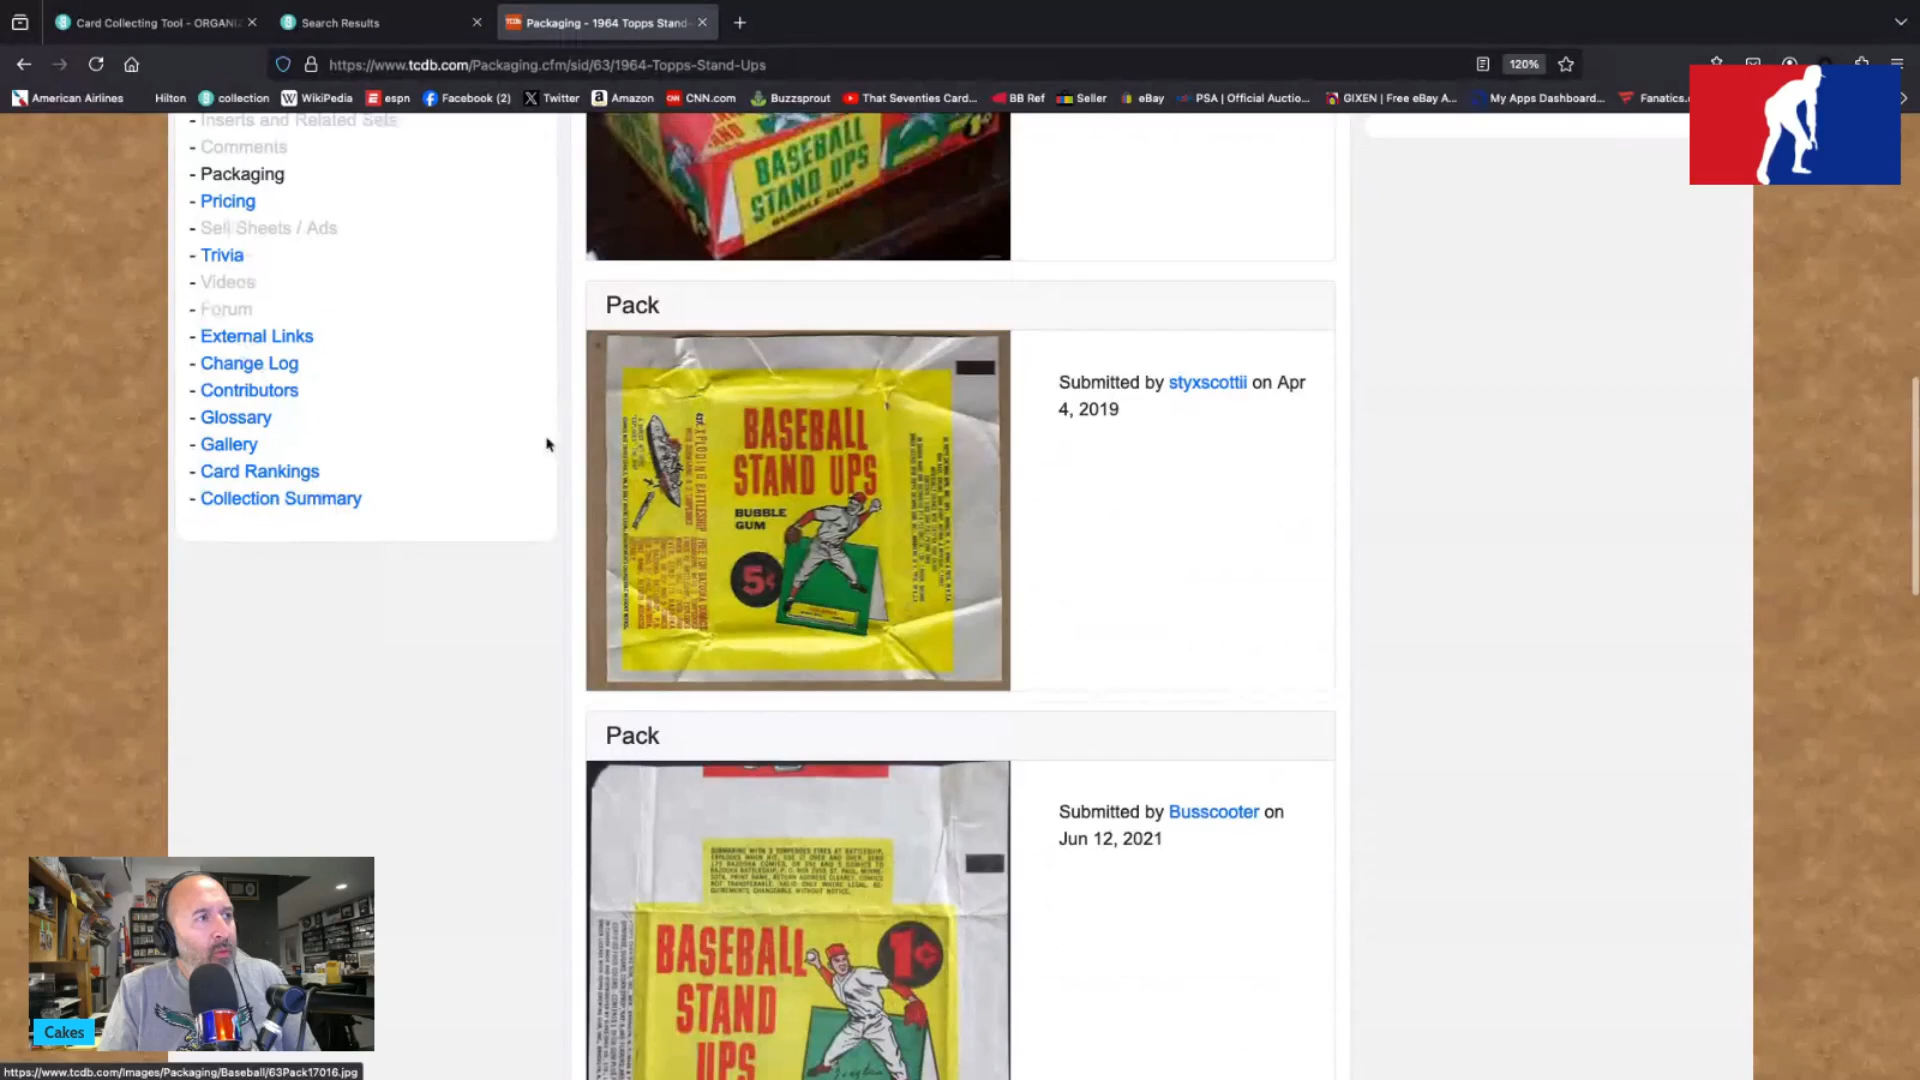 Card Collecting Tool - ORGANI
Search Results
Packaging - 1964 Topps Stand-
https://www.tcdb.com/Packaging.cfm/sid/63/1964-Topps-Stand-Ups
120%
American Airlines
Hilton
collection
WikiPedia
espn
Facebook (2)
Twitter
Amazon
CNN.com
Buzzsprout
That Seventies Card...
BB Ref
Seller
eBay
PSA | Official Auctio...
GIXEN | Free eBay A...
My Apps Dashboard...
Fanatics.
- Inserts and Related Sets
- Comments
- Packaging
- Pricing
- Sell Sheets / Ads
- Trivia
- Videos
- Forum
- External Links
- Change Log
- Contributors
- Glossary
- Gallery
- Card Rankings
- Collection Summary
BASEBALL
STAND UPS
BUBBLE GUM
Pack
BASEBALL
STAND UPS
BUBBLE
GUM
5¢
Submitted by styxscottii on Apr
4, 2019
Pack
BASEBALL
STAND
UPS
1¢
Submitted by Busscooter on
Jun 12, 2021
Cakes
https://www.tcdb.com/Images/Packaging/Baseball/63Pack17016.jpg